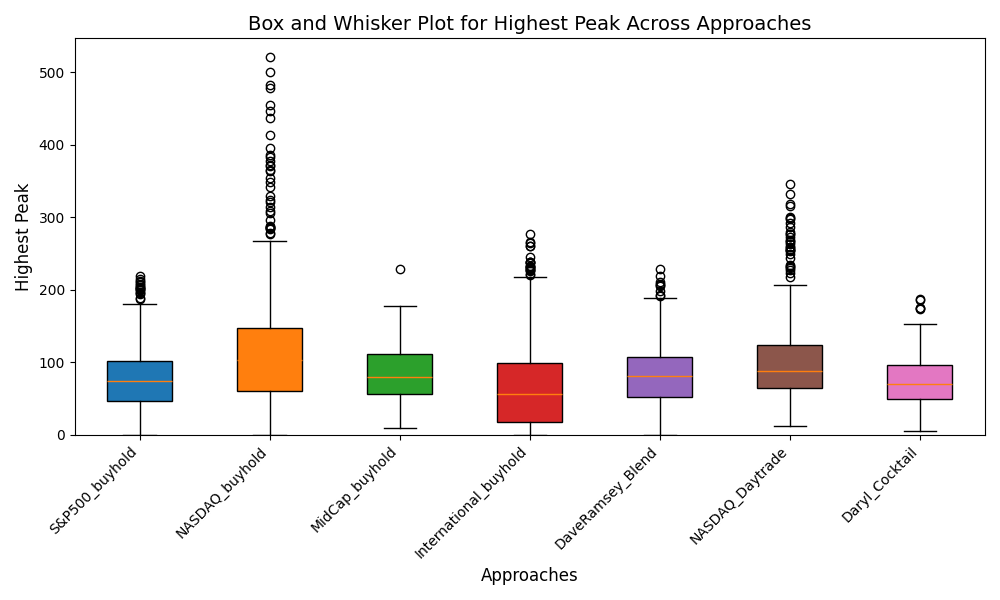 Box and Whisker Plot for Highest Peak Across Approaches
Highest Peak
500
400
300
200
100
0
S&P500_buyhold
NASDAQ_buyhold
MidCap_buyhold
International_buyhold
DaveRamsey_Blend
NASDAQ_Daytrade
Daryl_Cocktail
Approaches